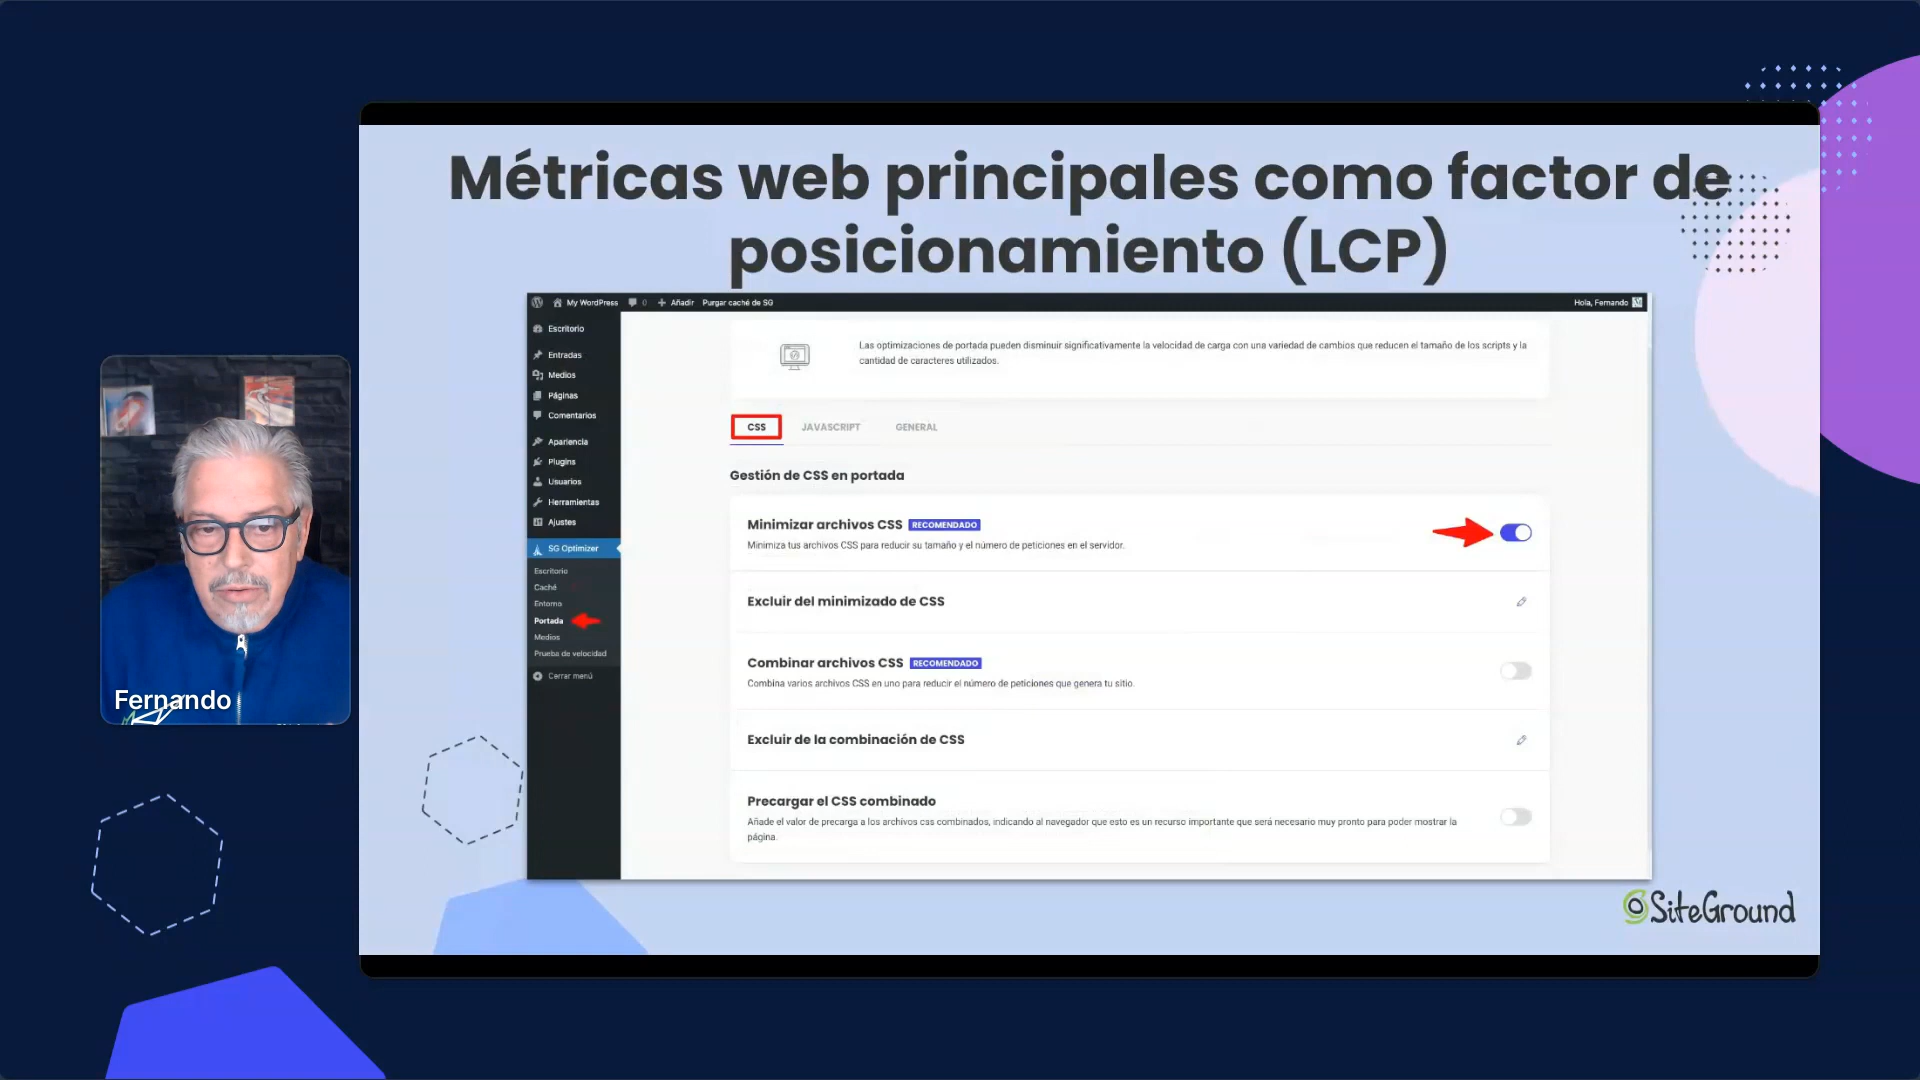 Métricas web principales como factor de
posicionamiento (LCP)
My WordPress 0 Añadir Purgar caché de SG
Hola, Fernando
Escritorio
Entradas
Medios
Páginas
Comentarios
Apariencia
Plugins
Usuarios
Herramientas
Ajustes
SG Optimizer
Escritorio
Caché
Entorno
Portada
Medios
Prueba de velocidad
Cerrar menú
Las optimizaciones de portada pueden disminuir significativamente la velocidad de carga con una variedad de cambios que reducen el tamaño de los scripts y la
cantidad de caracteres utilizados.
CSS JAVASCRIPT GENERAL
Gestión de CSS en portada
Minimizar archivos CSS RECOMENDADO
Minimiza tus archivos CSS para reducir su tamaño y el número de peticiones en el servidor.
Excluir del minimizado de CSS
Combinar archivos CSS RECOMENDADO
Combina varios archivos CSS en uno para reducir el número de peticiones que genera tu sitio.
Excluir de la combinación de CSS
Precargar el CSS combinado
Añade el valor de precarga a los archivos css combinados, indicando al navegador que esto es un recurso importante que será necesario muy pronto para poder mostrar la
página.
Fernando
SiteGround